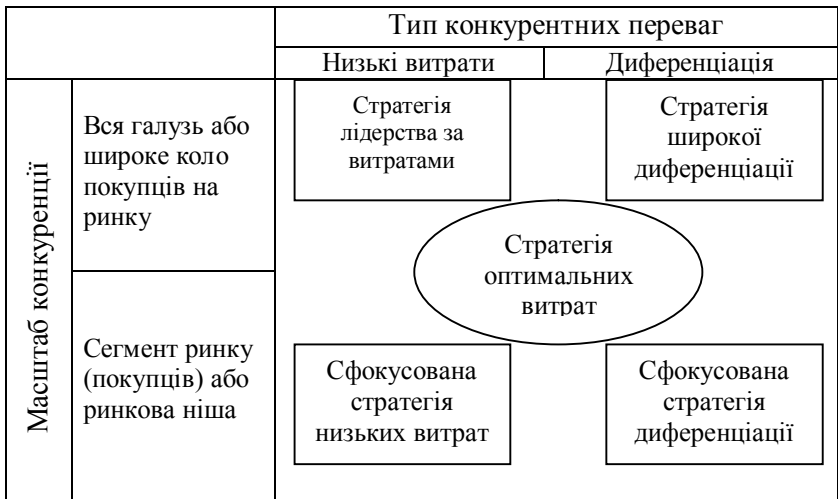 Тип конкурентних переваг
Низькі витрати
Диференціація
Масштаб конкуренції
Вся галузь або
широке коло
покупців на
ринку
Стратегія
лідерства за
витратами
Стратегія
широкої
диференціації
Стратегія
оптимальних
витрат
Сегмент ринку
(покупців) або
ринкова ніша
Сфокусована
стратегія
низьких витрат
Сфокусована
стратегія
диференціації